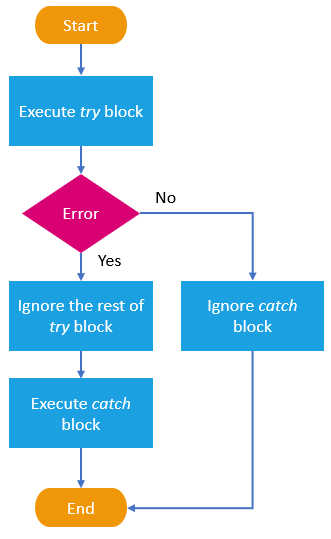 Start
Execute try block
Error
No
Yes
Ignore the rest of
try block
Ignore catch
block
Execute catch
block
End